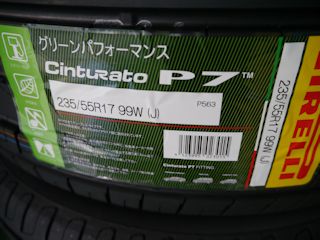 グリーンパフォーマンス
Cinturato P7™
235/55R17 99W (J)
P563
PIRELLI
235/55R17 99W (J)